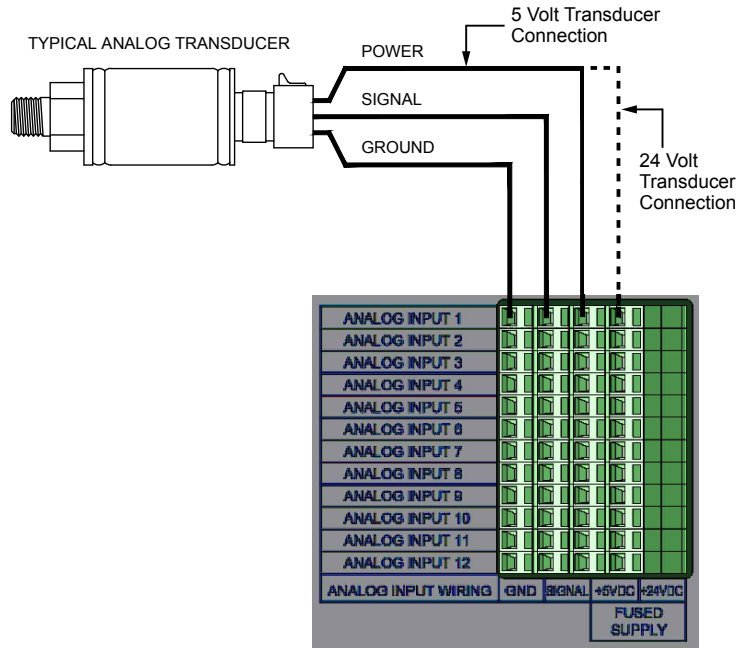 5 Volt Transducer
Connection
TYPICAL ANALOG TRANSDUCER
POWER
SIGNAL
GROUND
24 Volt
Transducer
Connection
ANALOG INPUT 1
ANALOG INPUT 2
ANALOG INPUT 3
ANALOG INPUT 4
ANALOG INPUT 5
ANALOG INPUT 6
ANALOG INPUT 7
ANALOG INPUT 8
ANALOG INPUT 9
ANALOG INPUT 10
ANALOG INPUT 11
ANALOG INPUT 12
ANALOG INPUT WIRING GND SIGNAL +5VDC +24VDC
FUSED
SUPPLY